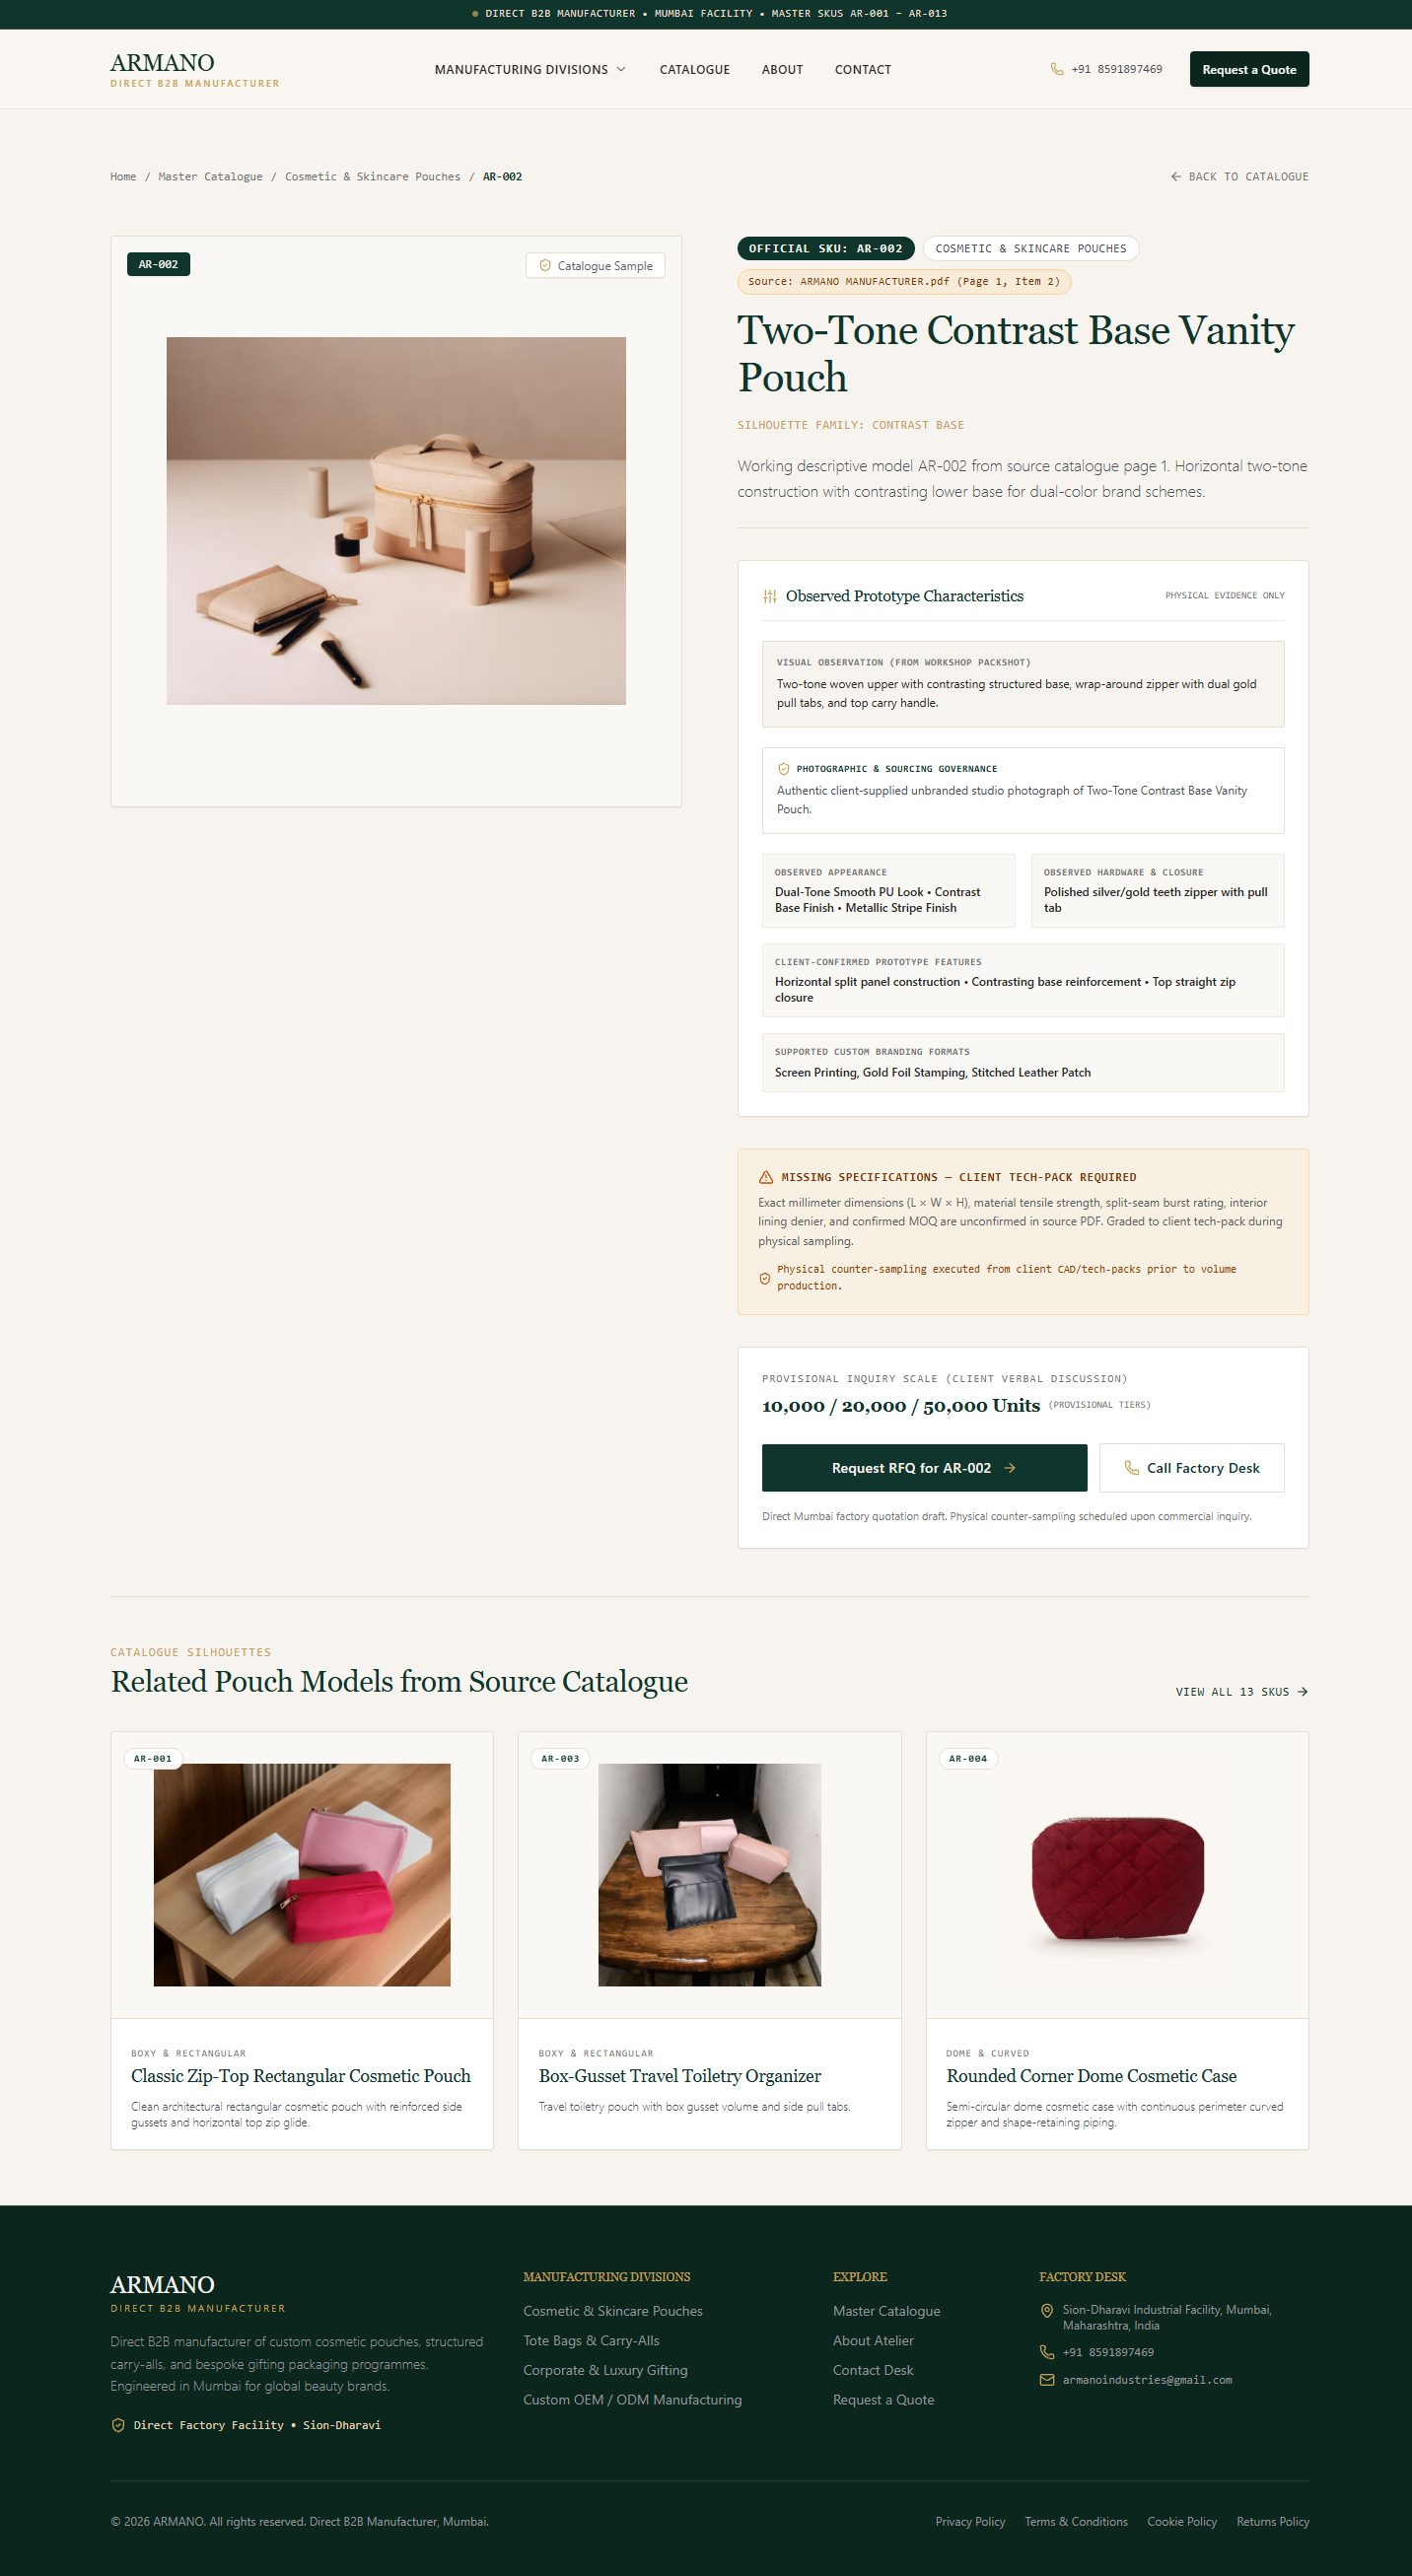 • DIRECT B2B MANUFACTURER • MUMBAI FACILITY • MASTER SKUS AR-001 – AR-013
ARMANO
DIRECT B2B MANUFACTURER
MANUFACTURING DIVISIONS
CATALOGUE
ABOUT
CONTACT
+91 8591897469
Request a Quote
Home / Master Catalogue / Cosmetic & Skincare Pouches / AR-002
← BACK TO CATALOGUE
AR-002
Catalogue Sample
OFFICIAL SKU: AR-002
COSMETIC & SKINCARE POUCHES
Source: ARMANO MANUFACTURER.pdf (Page 1, Item 2)
Two-Tone Contrast Base Vanity
Pouch
SILHOUETTE FAMILY: CONTRAST BASE
Working descriptive model AR-002 from source catalogue page 1. Horizontal two-tone
construction with contrasting lower base for dual-color brand schemes.
Observed Prototype Characteristics
PHYSICAL EVIDENCE ONLY
VISUAL OBSERVATION (FROM WORKSHOP PACKSHOT)
Two-tone woven upper with contrasting structured base, wrap-around zipper with dual gold
pull tabs, and top carry handle.
PHOTOGRAPHIC & SOURCING GOVERNANCE
Authentic client-supplied unbranded studio photograph of Two-Tone Contrast Base Vanity
Pouch.
OBSERVED APPEARANCE
Dual-Tone Smooth PU Look • Contrast
Base Finish • Metallic Stripe Finish
OBSERVED HARDWARE & CLOSURE
Polished silver/gold teeth zipper with pull
tab
CLIENT-CONFIRMED PROTOTYPE FEATURES
Horizontal split panel construction • Contrasting base reinforcement • Top straight zip
closure
SUPPORTED CUSTOM BRANDING FORMATS
Screen Printing, Gold Foil Stamping, Stitched Leather Patch
MISSING SPECIFICATIONS — CLIENT TECH-PACK REQUIRED
Exact millimeter dimensions (L × W × H), material tensile strength, split-seam burst rating, interior
lining denier, and confirmed MOQ are unconfirmed in source PDF. Graded to client tech-pack during
physical sampling.
Physical counter-sampling executed from client CAD/tech-packs prior to volume
production.
PROVISIONAL INQUIRY SCALE (CLIENT VERBAL DISCUSSION)
10,000 / 20,000 / 50,000 Units (PROVISIONAL TIERS)
Request RFQ for AR-002 →
Call Factory Desk
Direct Mumbai factory quotation draft. Physical counter-sampling scheduled upon commercial inquiry.
CATALOGUE SILHOUETTES
Related Pouch Models from Source Catalogue
VIEW ALL 13 SKUS →
AR-001
BOXY & RECTANGULAR
Classic Zip-Top Rectangular Cosmetic Pouch
Clean architectural rectangular cosmetic pouch with reinforced side
gussets and horizontal top zip glide.
AR-003
BOXY & RECTANGULAR
Box-Gusset Travel Toiletry Organizer
Travel toiletry pouch with box gusset volume and side pull tabs.
AR-004
DOME & CURVED
Rounded Corner Dome Cosmetic Case
Semi-circular dome cosmetic case with continuous perimeter curved
zipper and shape-retaining piping.
ARMANO
DIRECT B2B MANUFACTURER
Direct B2B manufacturer of custom cosmetic pouches, structured
carry-alls, and bespoke gifting packaging programmes.
Engineered in Mumbai for global beauty brands.
Direct Factory Facility • Sion-Dharavi
MANUFACTURING DIVISIONS
Cosmetic & Skincare Pouches
Tote Bags & Carry-Alls
Corporate & Luxury Gifting
Custom OEM / ODM Manufacturing
EXPLORE
Master Catalogue
About Atelier
Contact Desk
Request a Quote
FACTORY DESK
Sion-Dharavi Industrial Facility, Mumbai,
Maharashtra, India
+91 8591897469
armanoindustries@gmail.com
© 2026 ARMANO. All rights reserved. Direct B2B Manufacturer, Mumbai.
Privacy Policy
Terms & Conditions
Cookie Policy
Returns Policy